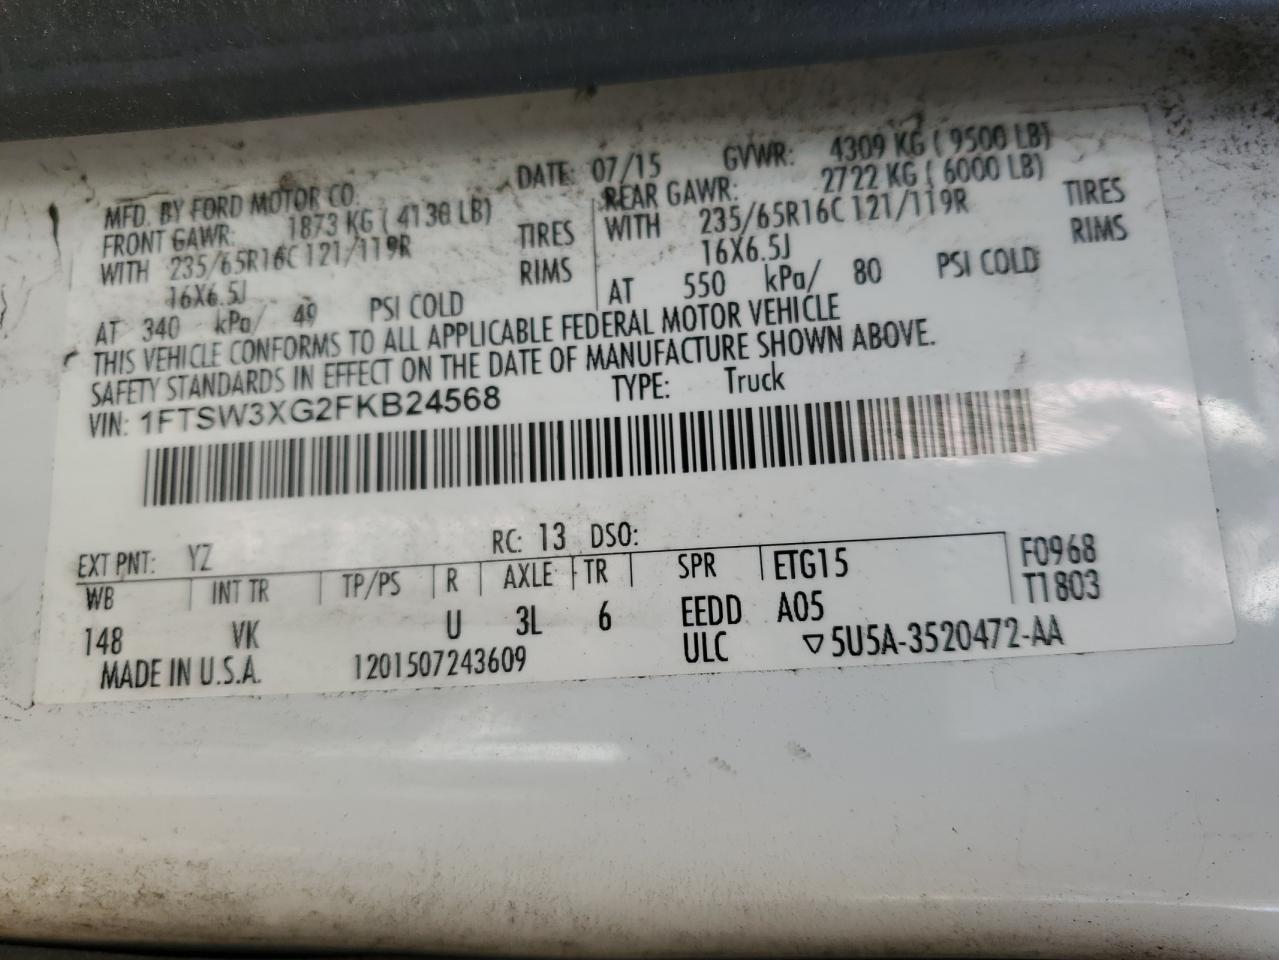 MFD. BY FORD MOTOR CO. DATE: 07/15 GVWR: 4309 KG ( 9500 LB)
FRONT GAWR: 1873 KG ( 4130 LB) REAR GAWR: 2722 KG ( 6000 LB)
WITH 235/65R16C 121/119R TIRES WITH 235/65R16C 121/119R TIRES
16X6.5J RIMS 16X6.5J RIMS
AT 340 kPa/ 49 PSI COLD AT 550 kPa/ 80 PSI COLD
THIS VEHICLE CONFORMS TO ALL APPLICABLE FEDERAL MOTOR VEHICLE
SAFETY STANDARDS IN EFFECT ON THE DATE OF MANUFACTURE SHOWN ABOVE.
VIN: 1FTSW3XG2FKB24568 TYPE: Truck
EXT PNT: YZ RC: 13 DSO:
WB INT TR TP/PS R AXLE TR SPR ETG15 F0968
148 VK U 3L 6 EEDD A05 T1803
MADE IN U.S.A. 1201507243609 ULC ▽5U5A-3520472-AA